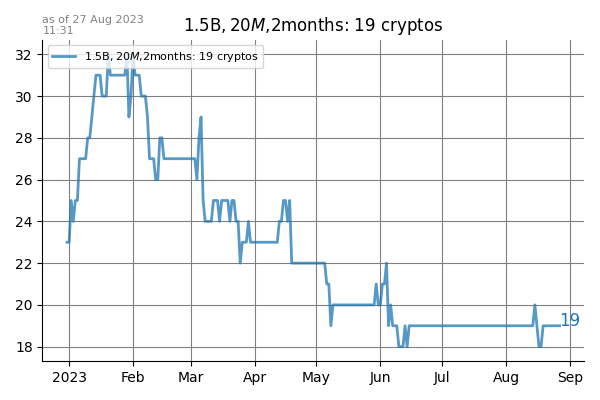 as of 27 Aug 2023
11:31
1.5B, 20M,2months: 19 cryptos
1.5B, 20M,2months: 19 cryptos
32
30
28
26
24
22
20
18
19
2023 Feb Mar Apr May Jun Jul Aug Sep